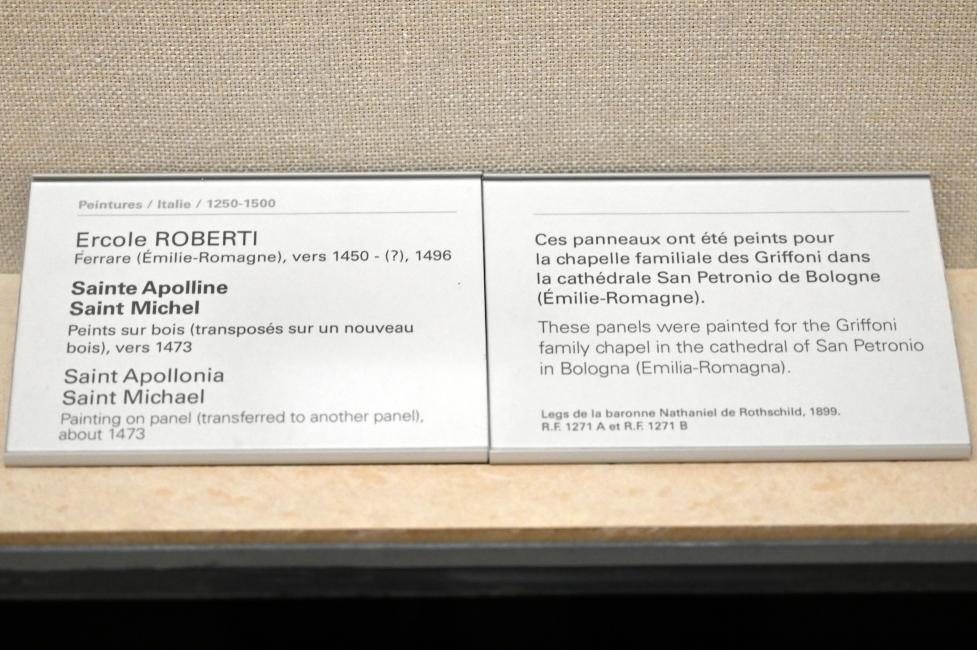 Peintures / Italie / 1250-1500
Ercole ROBERTI
Ferrare (Émilie-Romagne), vers 1450 - (?), 1496
Sainte Apolline
Saint Michel
Peints sur bois (transposés sur un nouveau
bois), vers 1473
Saint Apollonia
Saint Michael
Painting on panel (transferred to another panel),
about 1473
Ces panneaux ont été peints pour
la chapelle familiale des Griffoni dans
la cathédrale San Petronio de Bologne
(Émilie-Romagne).
These panels were painted for the Griffoni
family chapel in the cathedral of San Petronio
in Bologna (Emilia-Romagna).
Legs de la baronne Nathaniel de Rothschild, 1899.
R.F. 1271 A et R.F. 1271 B